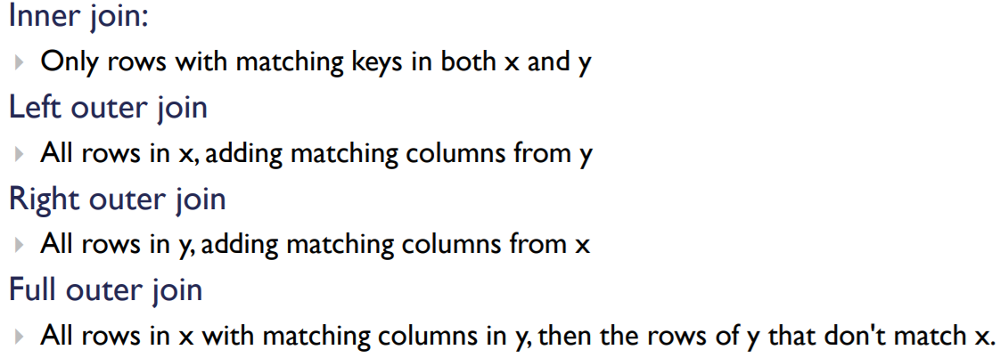 Inner join:
Only rows with matching keys in both x and y
Left outer join
All rows in x, adding matching columns from y
Right outer join
All rows in y, adding matching columns from x
Full outer join
All rows in x with matching columns in y, then the rows of y that don't match x.